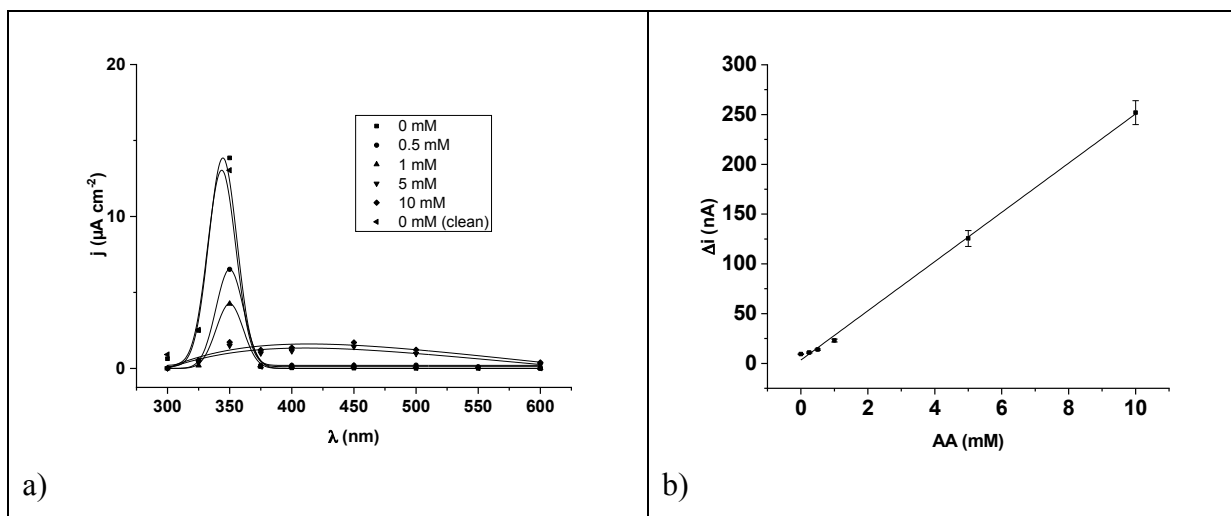 20
10
0
j (µA cm-2)
300 350 400 450 500 550 600
λ (nm)
0 mM
0.5 mM
1 mM
5 mM
10 mM
0 mM (clean)
a)
300
250
200
150
100
50
0
Δi (nA)
0 2 4 6 8 10
AA (mM)
b)